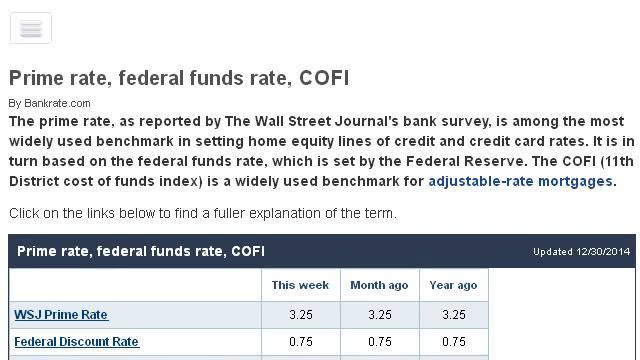 Prime rate, federal funds rate, COFI
By Bankrate.com
The prime rate, as reported by The Wall Street Journal's bank survey, is among the most
widely used benchmark in setting home equity lines of credit and credit card rates. It is in
turn based on the federal funds rate, which is set by the Federal Reserve. The COFI (11th
District cost of funds index) is a widely used benchmark for adjustable-rate mortgages.
Click on the links below to find a fuller explanation of the term.
Prime rate, federal funds rate, COFI Updated 12/30/2014
This week Month ago Year ago
WSJ Prime Rate 3.25 3.25 3.25
Federal Discount Rate 0.75 0.75 0.75